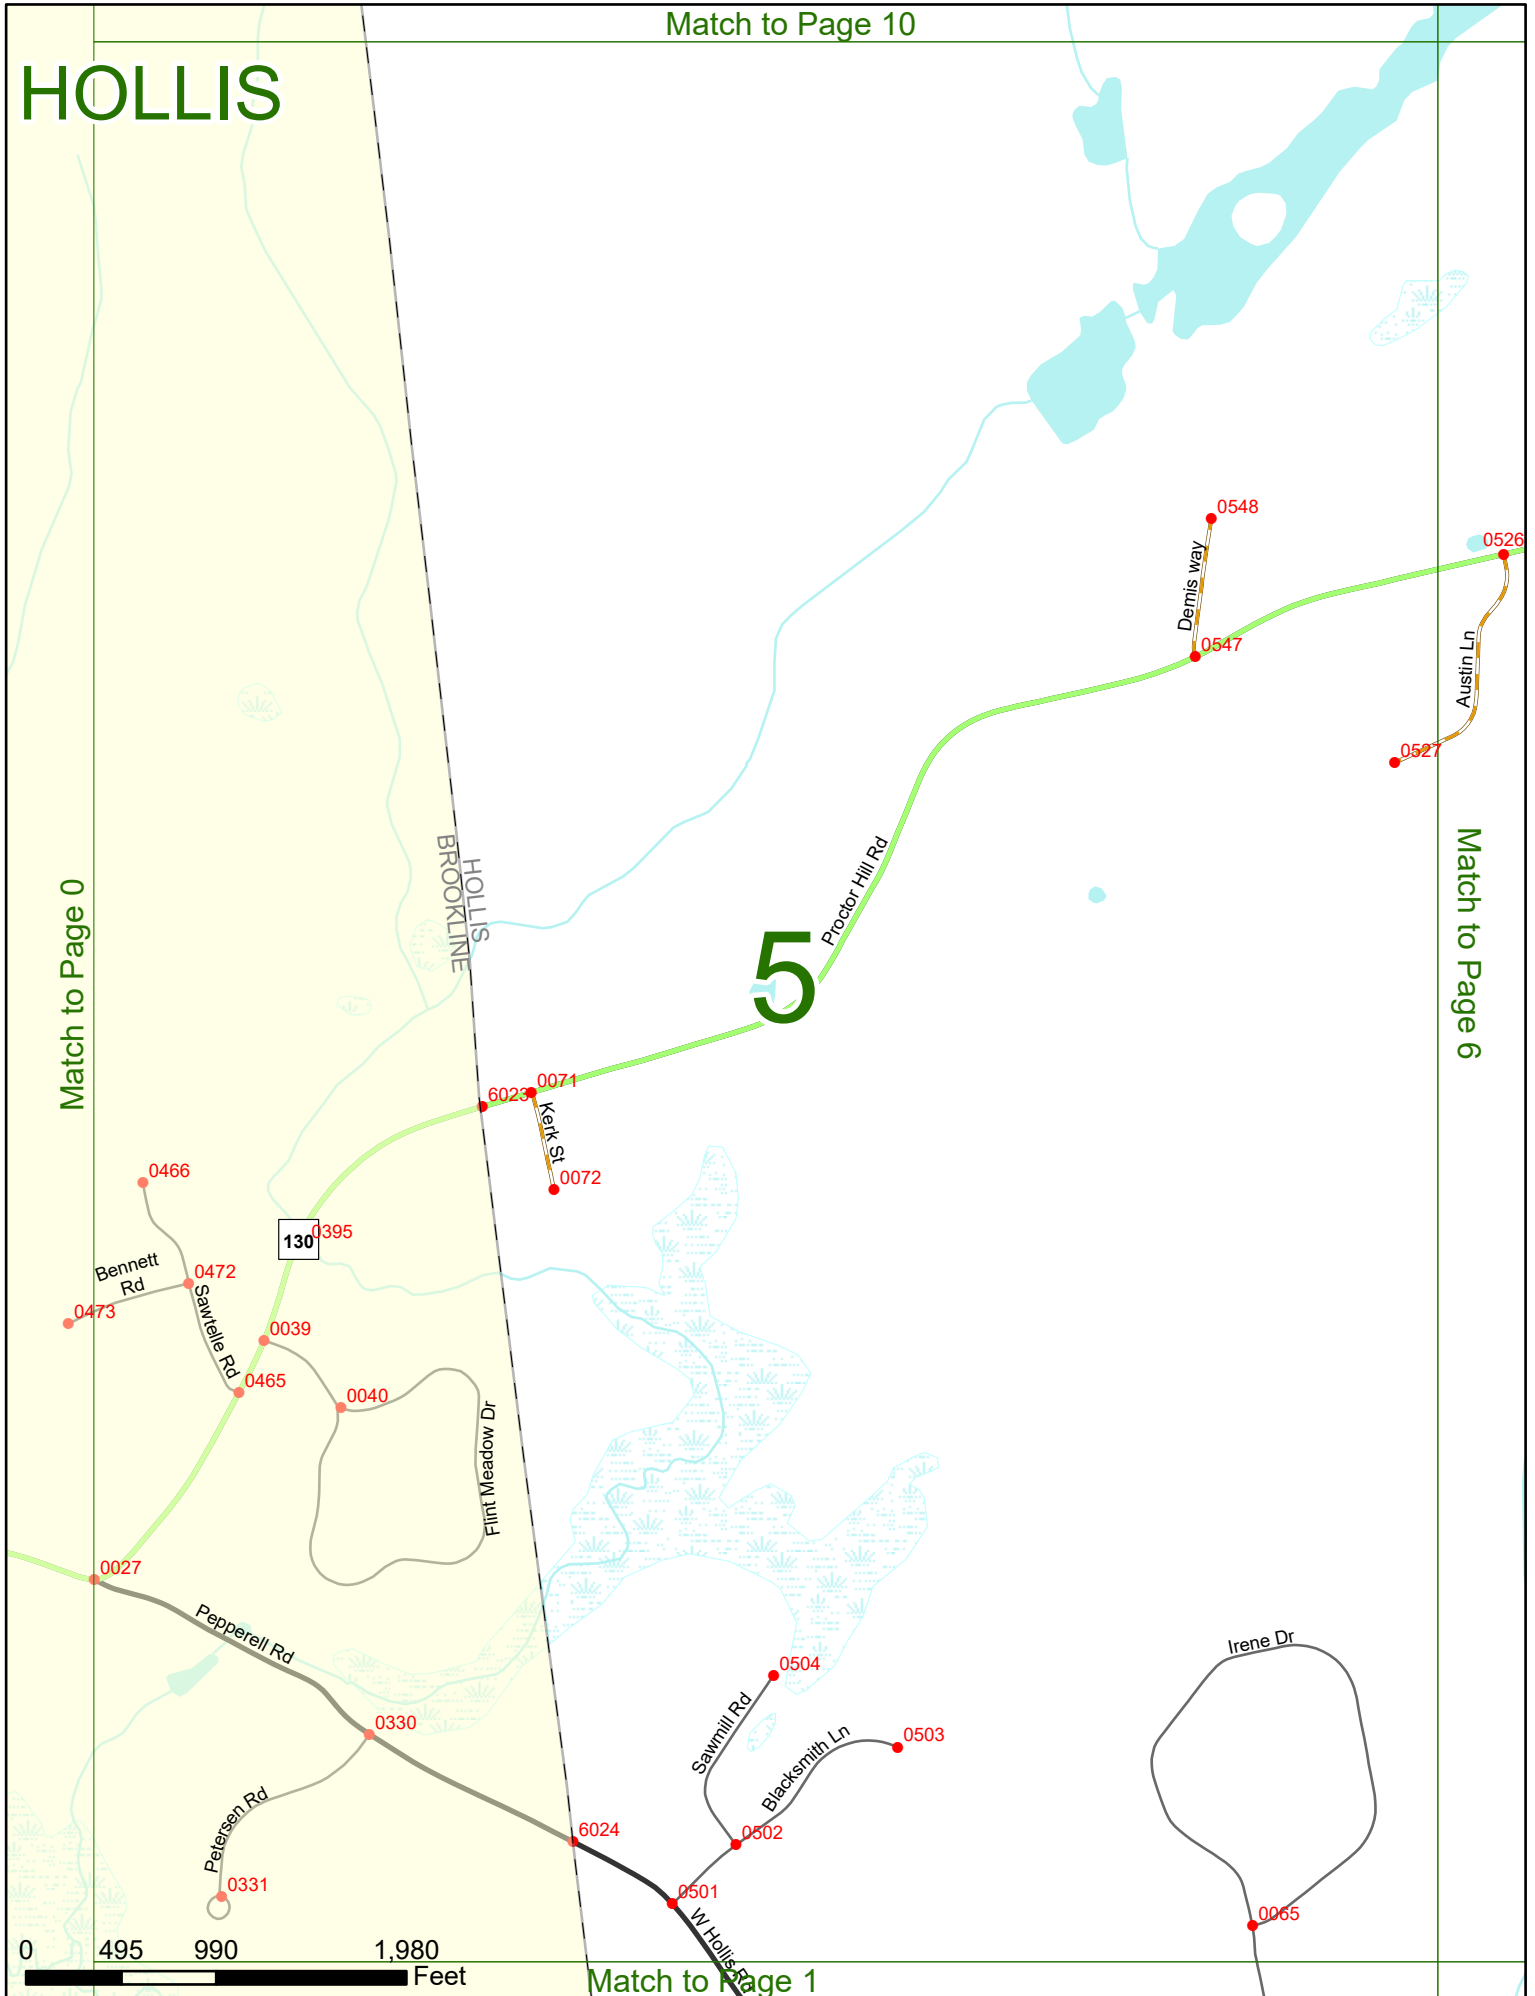 Match to Page 10
HOLLIS
0548
0526
Demis way
0547
Austin Ln
0527
Match to Page 6
Proctor Hill Rd
HOLLIS
BROOKLINE
Match to Page 0
5
6023
0071
Kerk St
0072
0466
130
0395
Bennett
Rd
0472
0473
Sawtelle Rd
0039
0465
0040
Flint Meadow Dr
0027
Pepperell Rd
Irene Dr
0504
Sawmill Rd
0330
Blacksmith Ln
0503
Petersen Rd
6024
0502
0331
0501
W Hollis Rd
0065
0 495 990 1,980
Feet
Match to Page 1